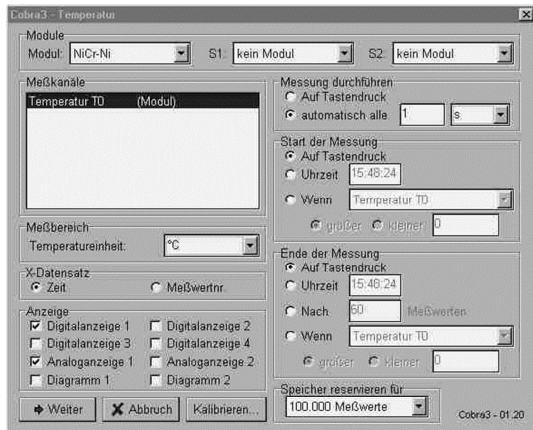 Cobra3 - Temperatur
Module
Modul: NiCr-Ni S1: kein Modul S2: kein Modul
Meßkanäle
Temperatur T0 (Modul)
Meßbereich
Temperatureinheit: °C
X-Datensatz
Zeit Meßwertnr.
Anzeige
Digitalanzeige 1 Digitalanzeige 2
Digitalanzeige 3 Digitalanzeige 4
Analoganzeige 1 Analoganzeige 2
Diagramm 1 Diagramm 2
Weiter Abbruch Kalibrieren...
Messung durchführen
Auf Tastendruck
automatisch alle 1 s
Start der Messung
Auf Tastendruck
Uhrzeit 15:48:24
Wenn Temperatur T0
größer kleiner 0
Ende der Messung
Auf Tastendruck
Uhrzeit 15:48:24
Nach 60 Meßwerten
Wenn Temperatur T0
größer kleiner 0
Speicher reservieren für
100.000 Meßwerte
Cobra3 - 01.20